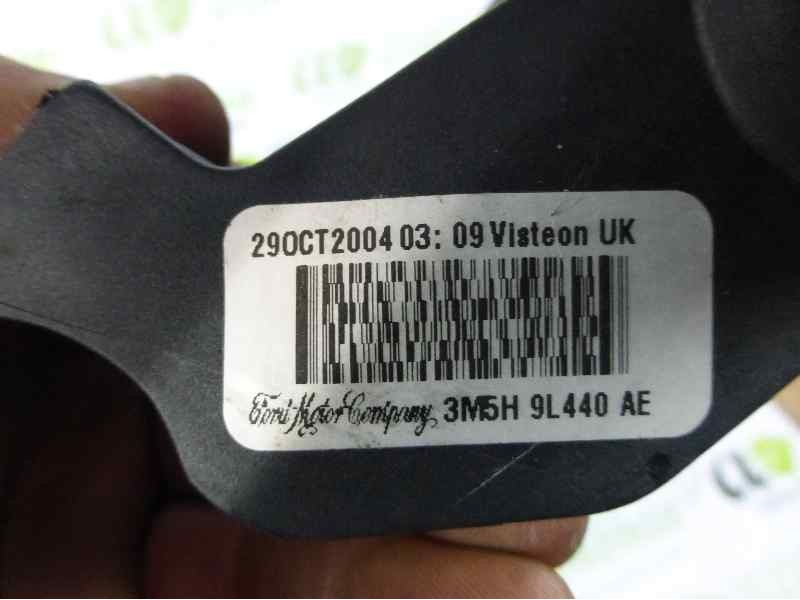 29OCT2004 03: 09 Visteon UK
Ford Motor Company 3M5H 9L440 AE